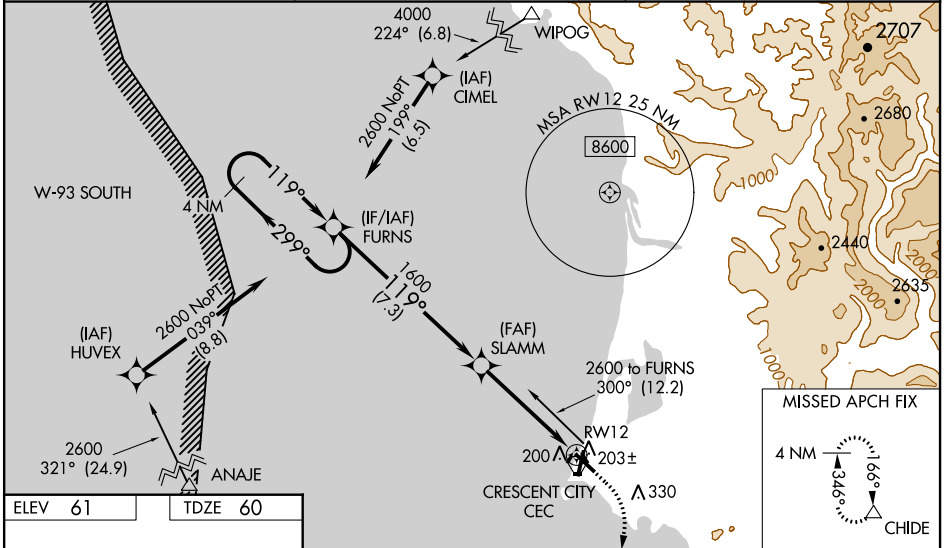 4000
224° (6.8)
WIPOG
(IAF)
CIMEL
2600 NoPT
199°
(6.5)
MSA RW12 25 NM
8600
2707
2680
1000
2440
2635
2000
2000
1000
1000
W-93 SOUTH
4 NM
119°
299°
(IF/IAF)
FURNS
1600
119°
(7.3)
2600 NoPT
039°
(8.8)
(IAF)
HUVEX
(FAF)
SLAMM
2600 to FURNS
300° (12.2)
2600
321° (24.9)
ANAJE
RW12
200
203±
330
CRESCENT CITY
CEC
MISSED APCH FIX
4 NM
346°
166°
CHIDE
ELEV 61
TDZE 60